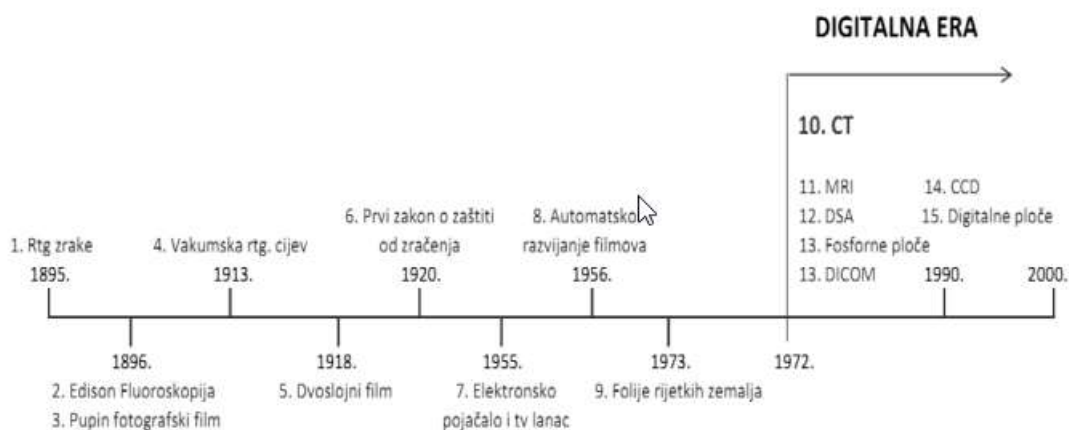 DIGITALNA ERA
10. CT
11. MRI
12. DSA
13. Fosforne ploče
13. DICOM
14. CCD
15. Digitalne ploče
1990.
2000.
1. Rtg zrake
1895.
4. Vakumska rtg. cijev
1913.
6. Prvi zakon o zaštiti
od zračenja
1920.
8. Automatsko
razvijanje filmova
1956.
1896.
2. Edison Fluoroskopija
3. Pupin fotografski film
1918.
5. Dvoslojni film
1955.
7. Elektronsko
pojačalo i tv lanac
1973.
9. Folije rijetkih zemalja
1972.